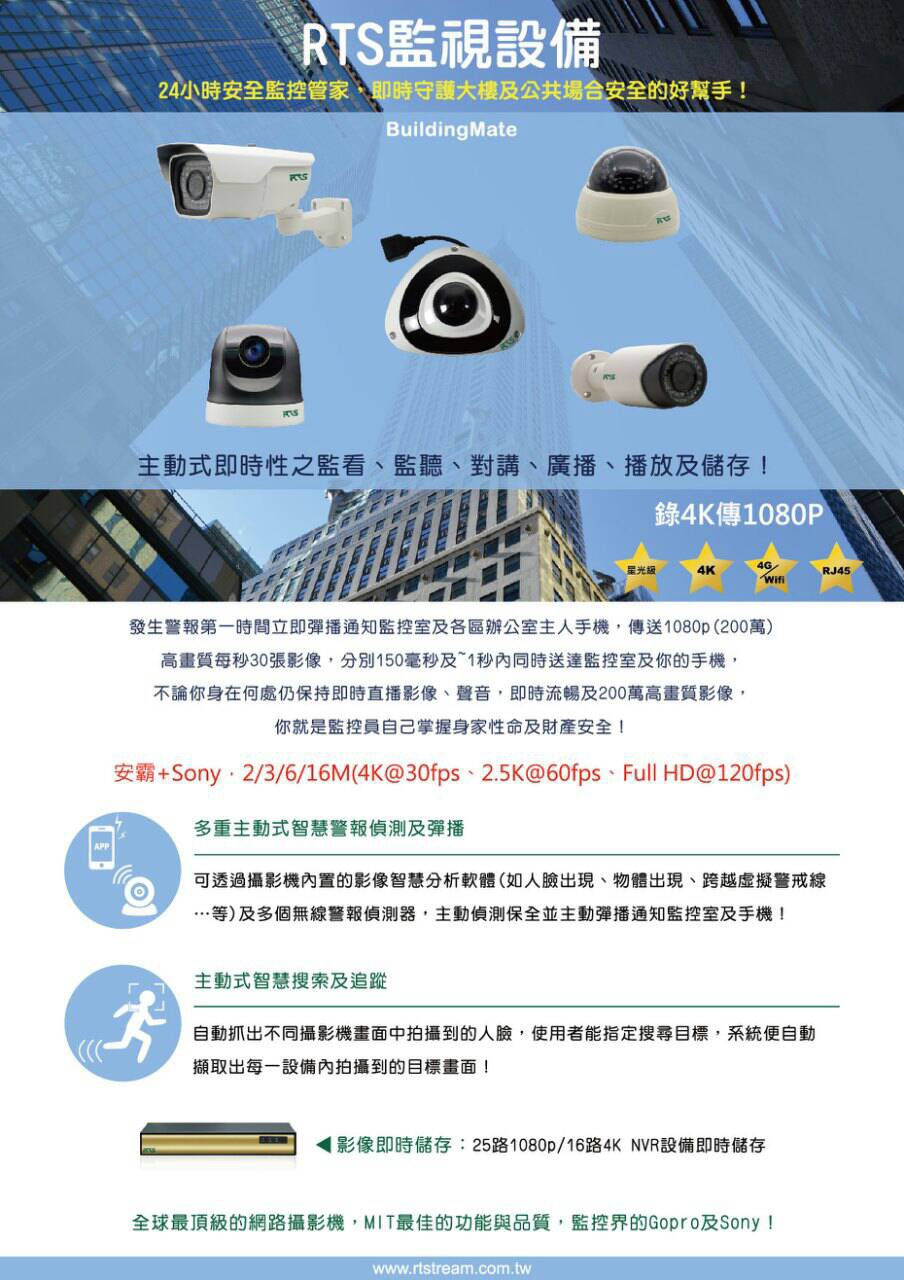 RTS監視設備
24小時安全監控管家，即時守護大樓及公共場合安全的好幫手！
BuildingMate
RTS
RTS
RTS
RTS
RTS
主動式即時性之監看、監聽、對講、廣播、播放及儲存！
錄4K傳1080P
星光級
4K
4G/Wifi
RJ45
發生警報第一時間立即彈播通知監控室及各區辦公室主人手機，傳送1080p(200萬)
高畫質每秒30張影像，分別150毫秒及~1秒內同時送達監控室及你的手機，
不論你身在何處仍保持即時直播影像、聲音，即時流暢及200萬高畫質影像，
你就是監控員自己掌握身家性命及財產安全！
安霸+Sony．2/3/6/16M(4K@30fps、2.5K@60fps、Full HD@120fps)
APP
多重主動式智慧警報偵測及彈播
可透過攝影機內置的影像智慧分析軟體(如人臉出現、物體出現、跨越虛擬警戒線
…等)及多個無線警報偵測器，主動偵測保全並主動彈播通知監控室及手機！
主動式智慧搜索及追蹤
自動抓出不同攝影機畫面中拍攝到的人臉，使用者能指定搜尋目標，系統便自動
擷取出每一設備內拍攝到的目標畫面！
RTS
◀影像即時儲存：25路1080p/16路4K NVR設備即時儲存
全球最頂級的網路攝影機，MIT最佳的功能與品質，監控界的Gopro及Sony！
www.rtstream.com.tw